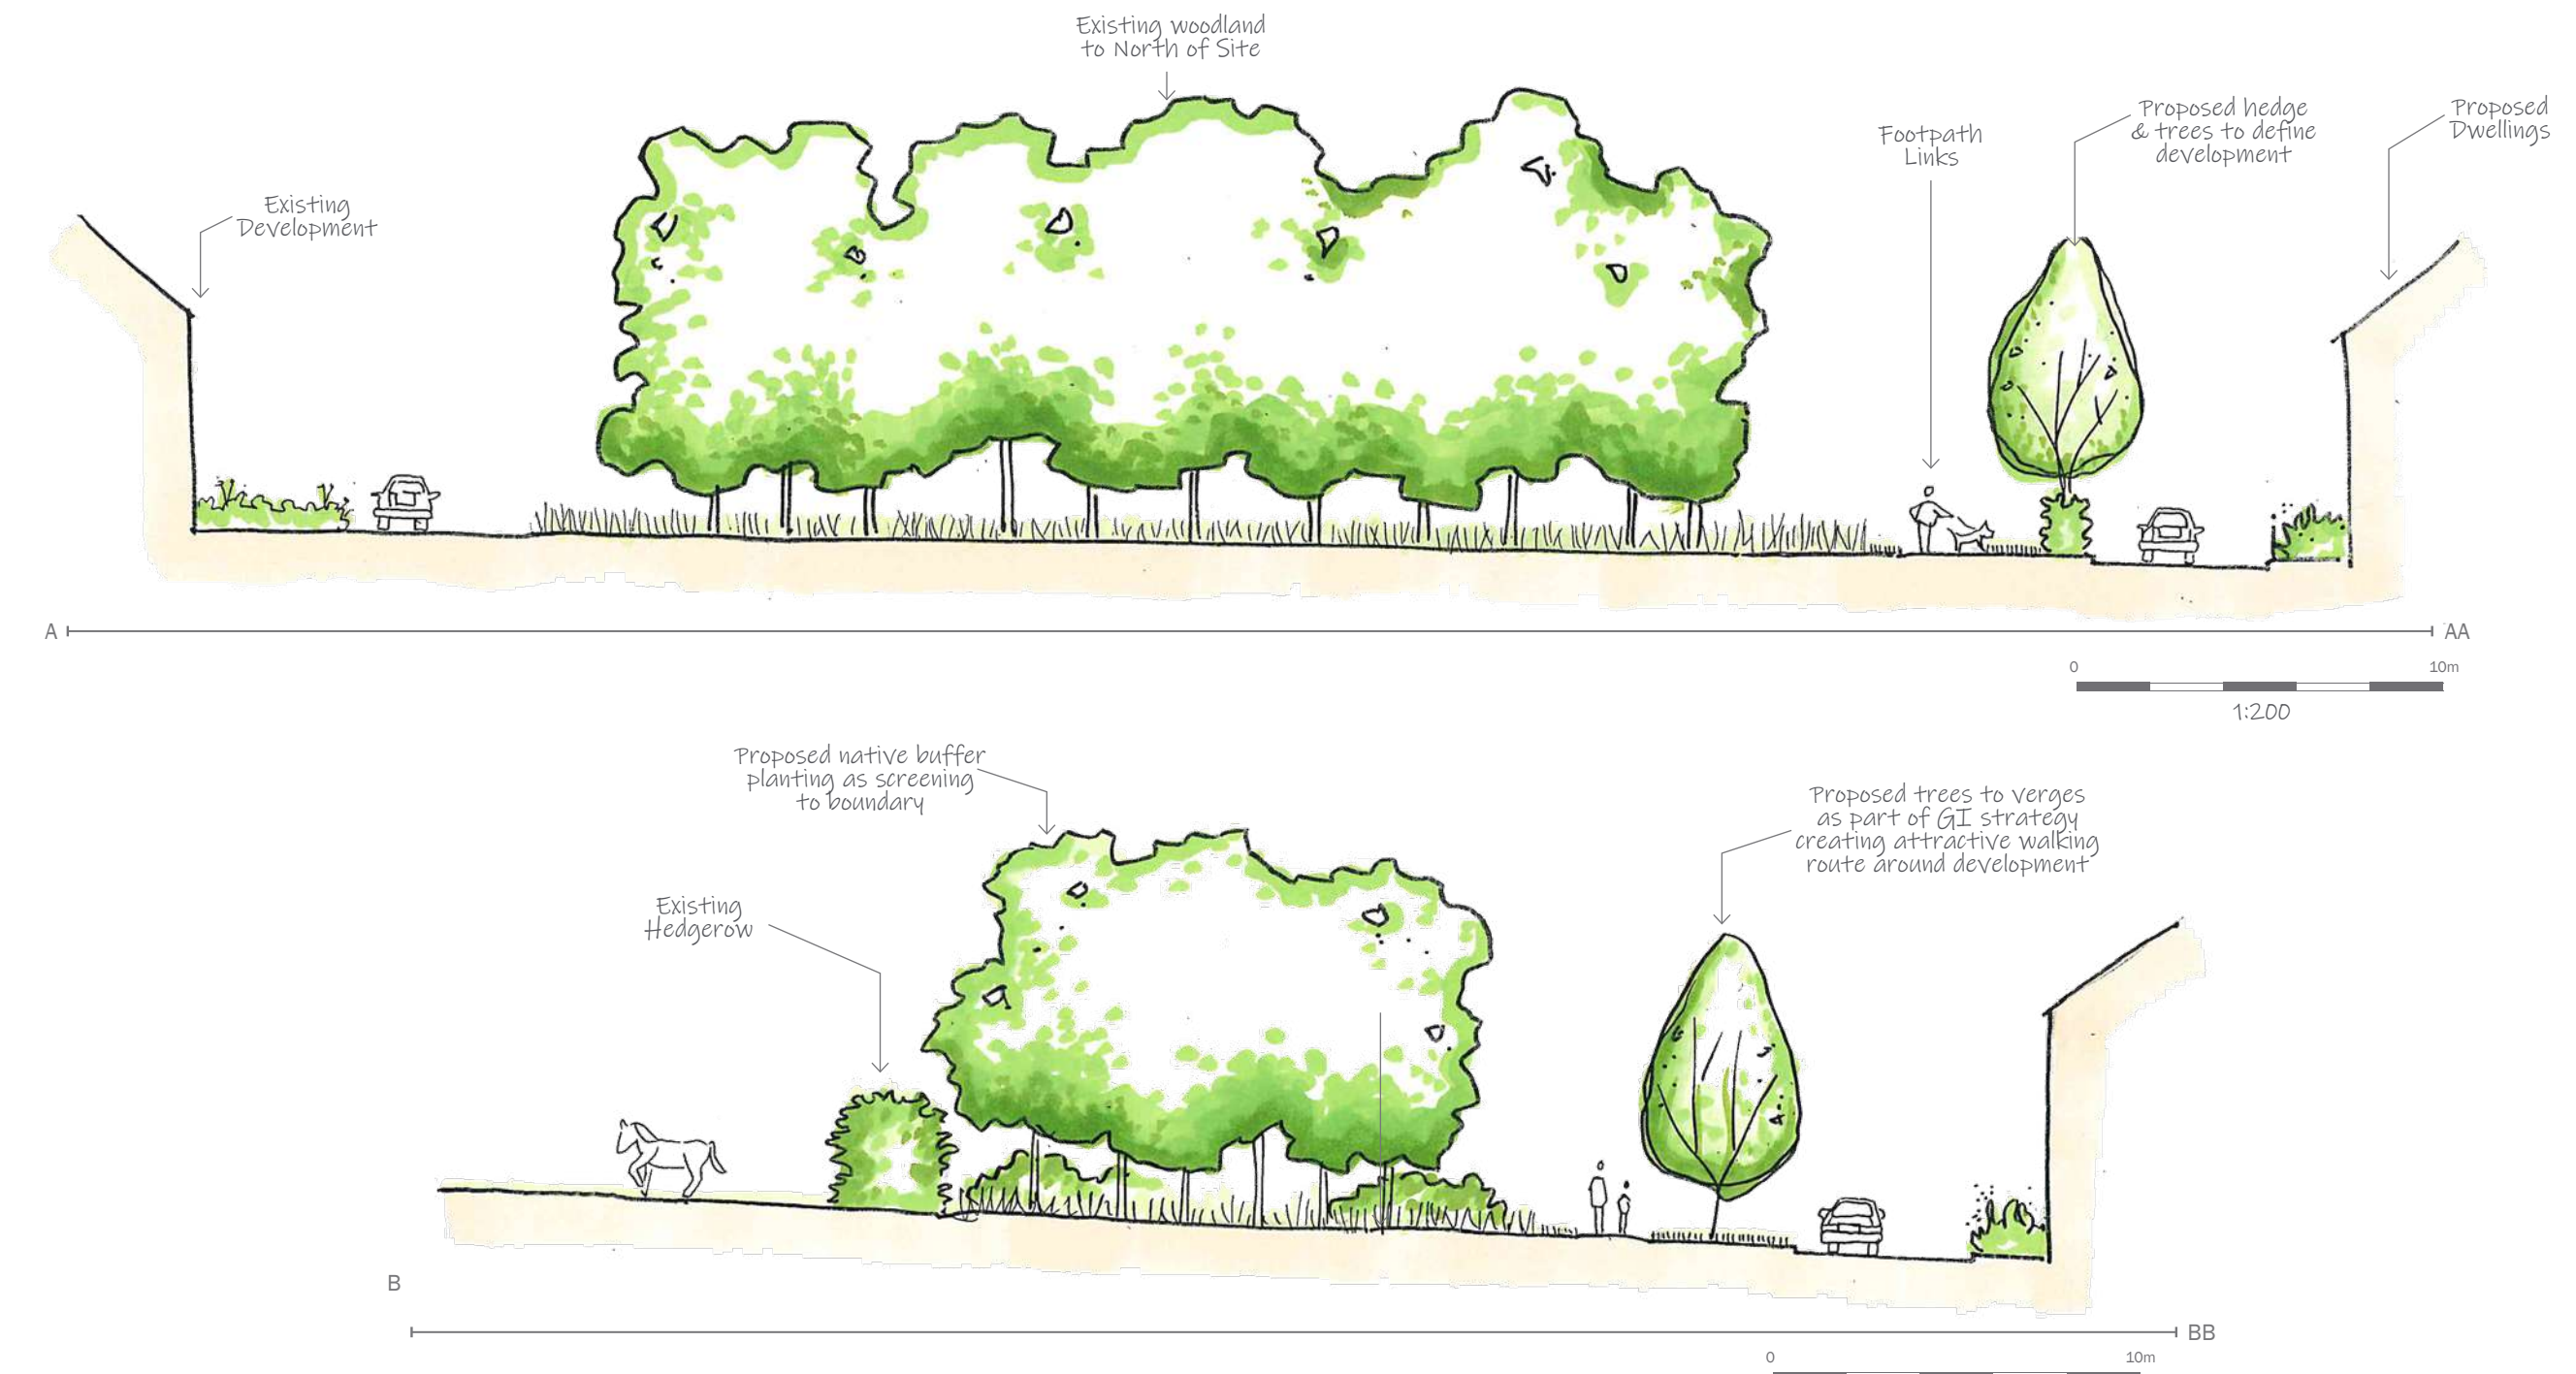 Existing woodland
to North of Site
Existing
Development
Footpath
Links
Proposed hedge
& trees to define
development
Proposed
Dwellings
A
AA
0
10m
1:200
Proposed native buffer
planting as screening
to boundary
Existing
Hedgerow
Proposed trees to verges
as part of GI strategy
creating attractive walking
route around development
B
BB
0
10m